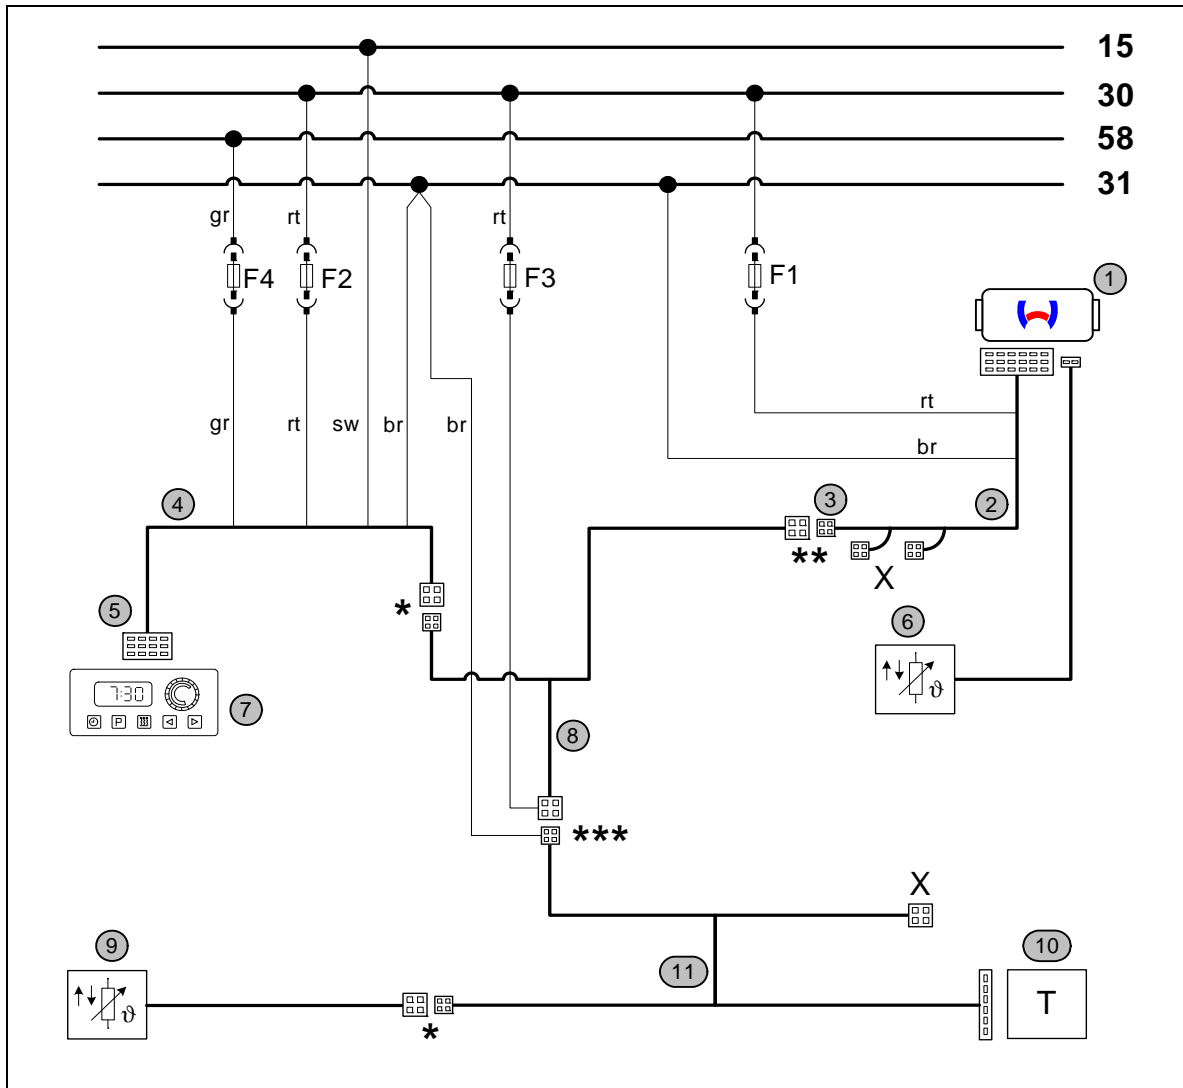 15
30
58
31
gr rt rt
F4 F2 F3 F1
1
rt
gr rt sw br br
br
4 3 2
** X
5 * 6
ϑ
7:30
P
7
8
***
X
9 11 10
ϑ
T
*